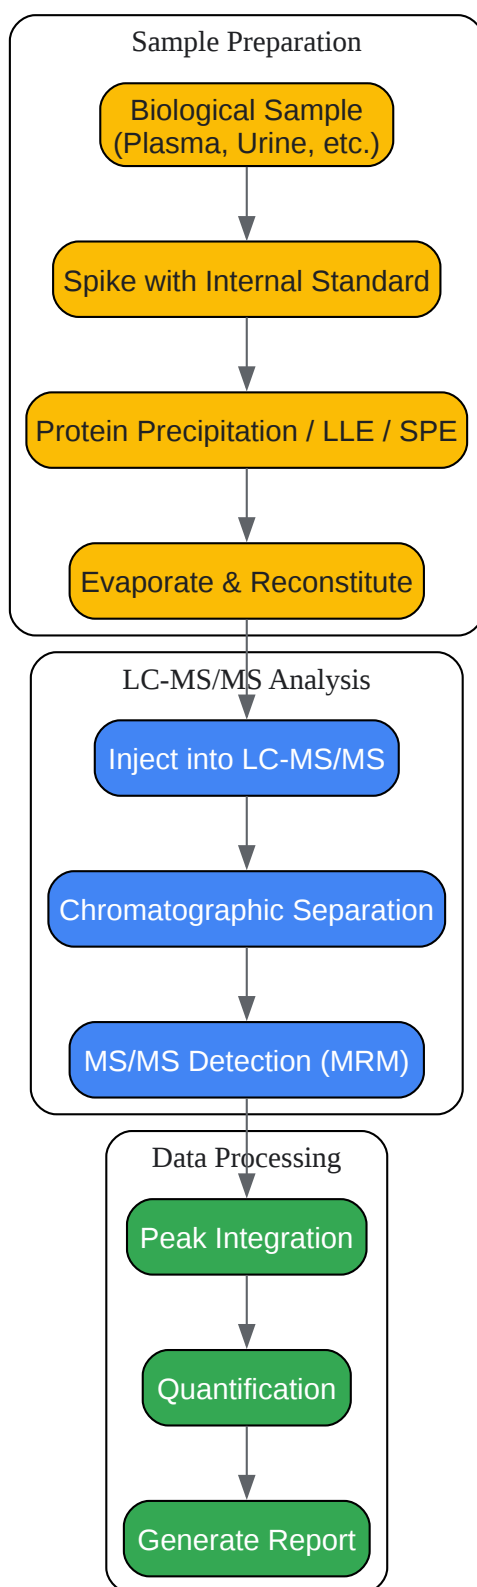 Sample Preparation
Biological Sample
(Plasma, Urine, etc.)
Spike with Internal Standard
Protein Precipitation / LLE / SPE
Evaporate & Reconstitute
LC-MS/MS Analysis
Inject into LC-MS/MS
Chromatographic Separation
MS/MS Detection (MRM)
Data Processing
Peak Integration
Quantification
Generate Report